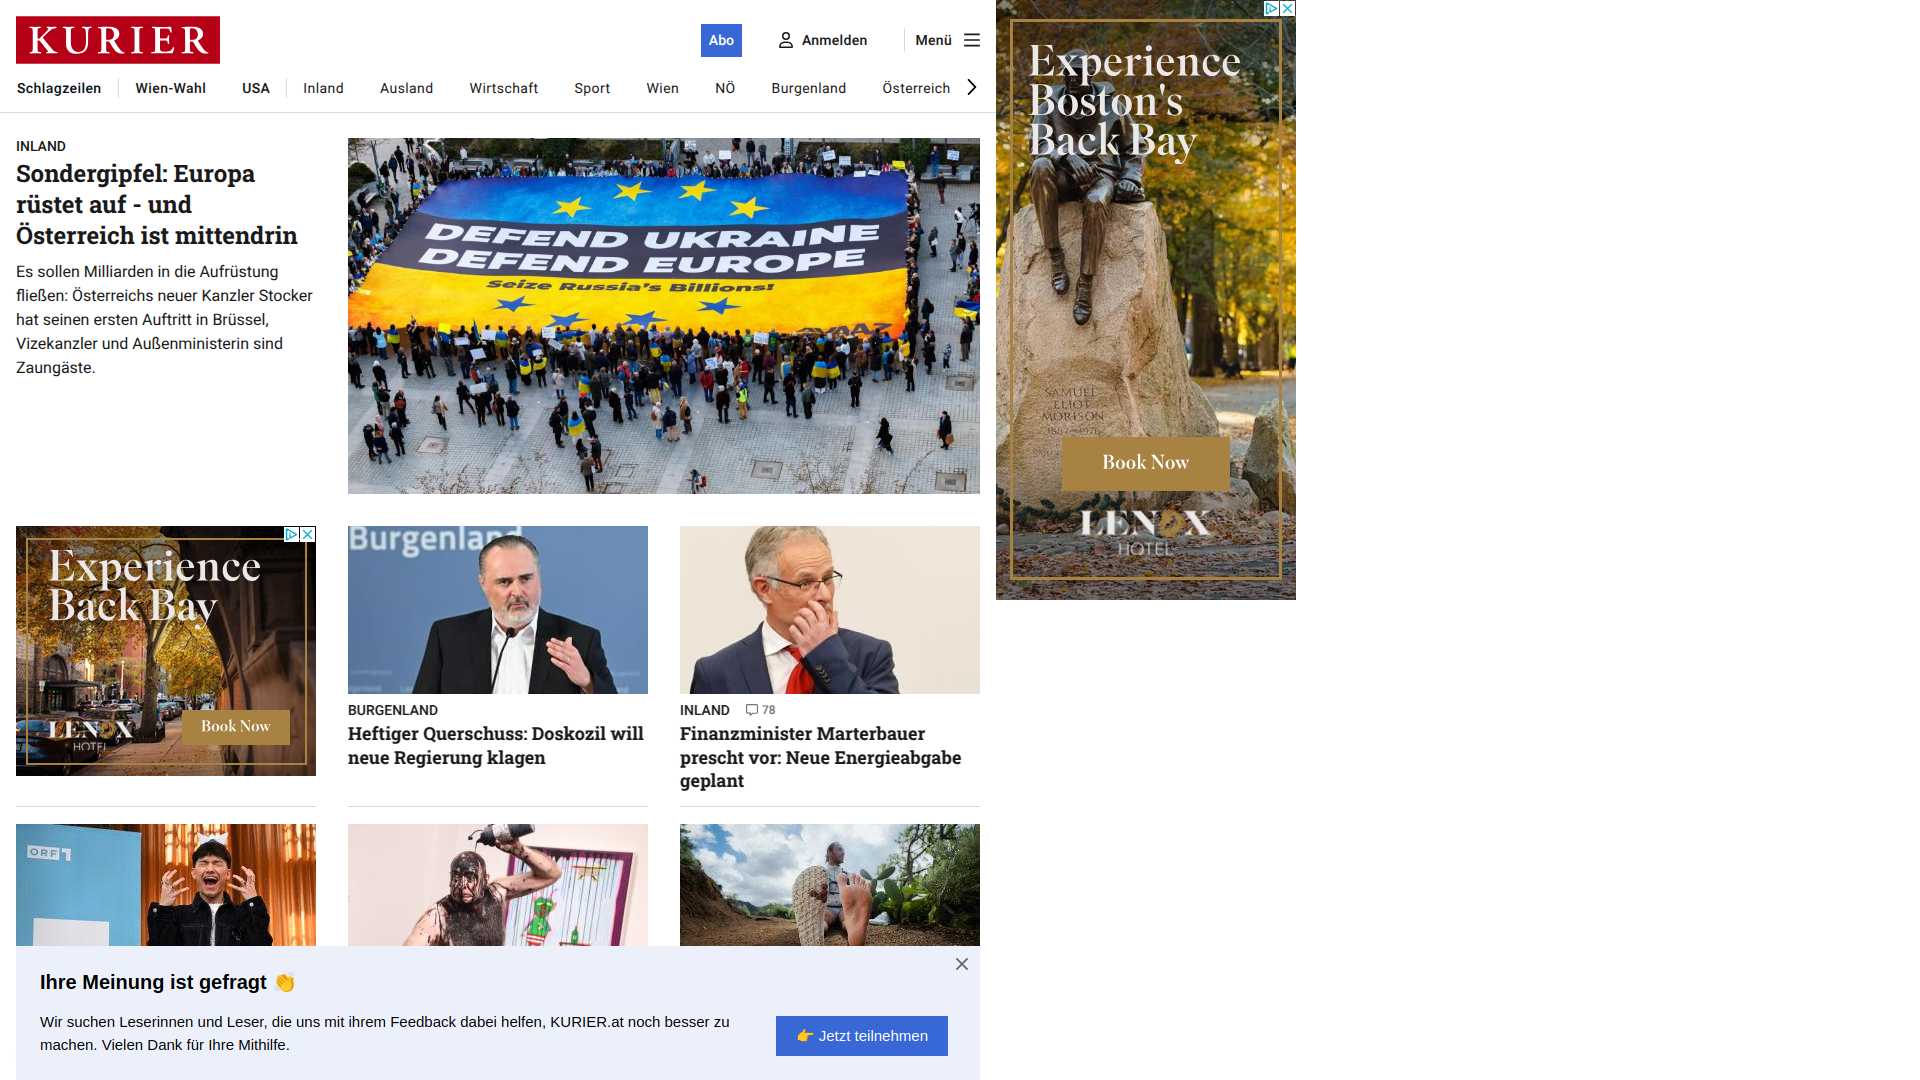 KURIER
Abo
Anmelden
Menü
Schlagzeilen
Wien-Wahl
USA
Inland
Ausland
Wirtschaft
Sport
Wien
NÖ
Burgenland
Österreich
INLAND
Sondergipfel: Europa
rüstet auf - und
Österreich ist mittendrin
Es sollen Milliarden in die Aufrüstung
fließen: Österreichs neuer Kanzler Stocker
hat seinen ersten Auftritt in Brüssel,
Vizekanzler und Außenministerin sind
Zaungäste.
DEFEND UKRAINE
DEFEND EUROPE
Seize Russia's Billions!
AVAAZ
Experience
Boston's
Back Bay
SAMUEL
ELIOT
MORISON
Book Now
LENOX
HOTEL
Experience
Back Bay
LENOX
HOTEL
Book Now
Burgenland
BURGENLAND
Heftiger Querschuss: Doskozil will
neue Regierung klagen
INLAND 78
Finanzminister Marterbauer
prescht vor: Neue Energieabgabe
geplant
ORF 1
Ihre Meinung ist gefragt 👏
Wir suchen Leserinnen und Leser, die uns mit ihrem Feedback dabei helfen, KURIER.at noch besser zu
machen. Vielen Dank für Ihre Mithilfe.
👉 Jetzt teilnehmen